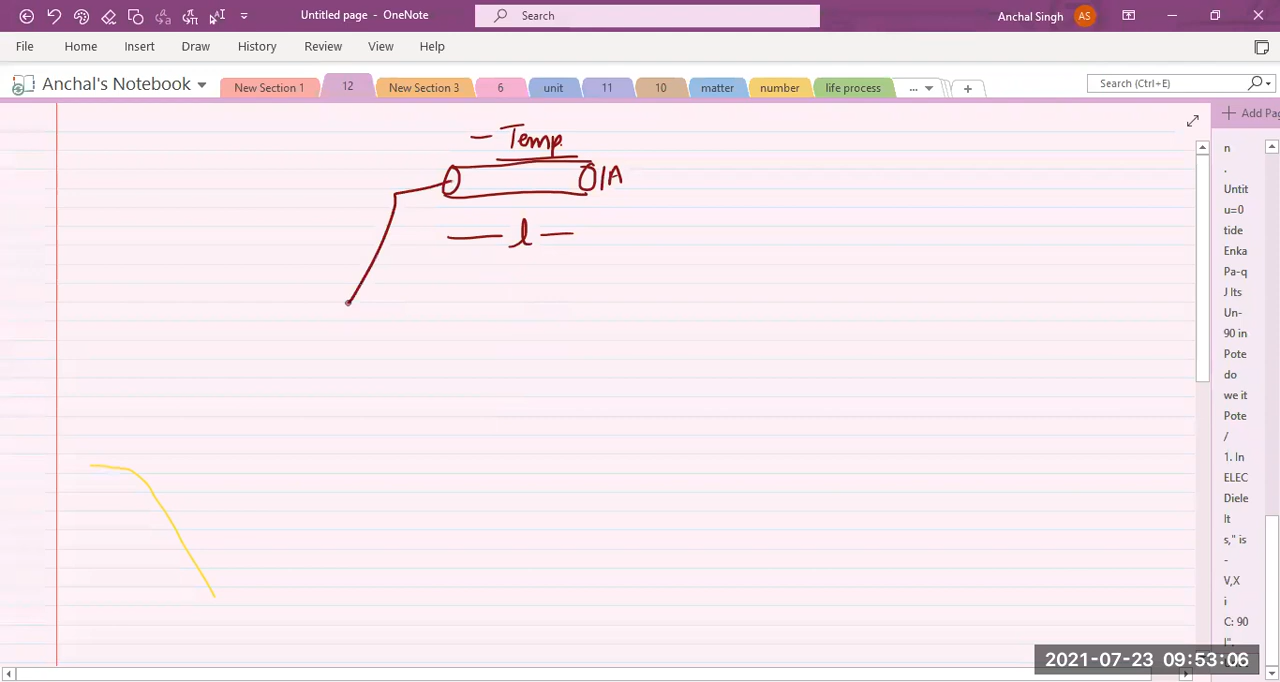 Untitled page - OneNote
Search
Anchal Singh
AS
File Home Insert Draw History Review View Help
Anchal's Notebook
New Section 1 12 New Section 3 6 unit 11 10 matter number life process ... +
Search (Ctrl+E)
+ Add Pag
- Temp.
A
l
n
.
Untit
u=0
tide
Enka
Pa-q
J Its
Un-
90 in
Pote
do
we it
Pote
/
1. In
ELEC
Diele
It
s," is
-
V,X
i
C: 90
2021-07-23 09:53:06